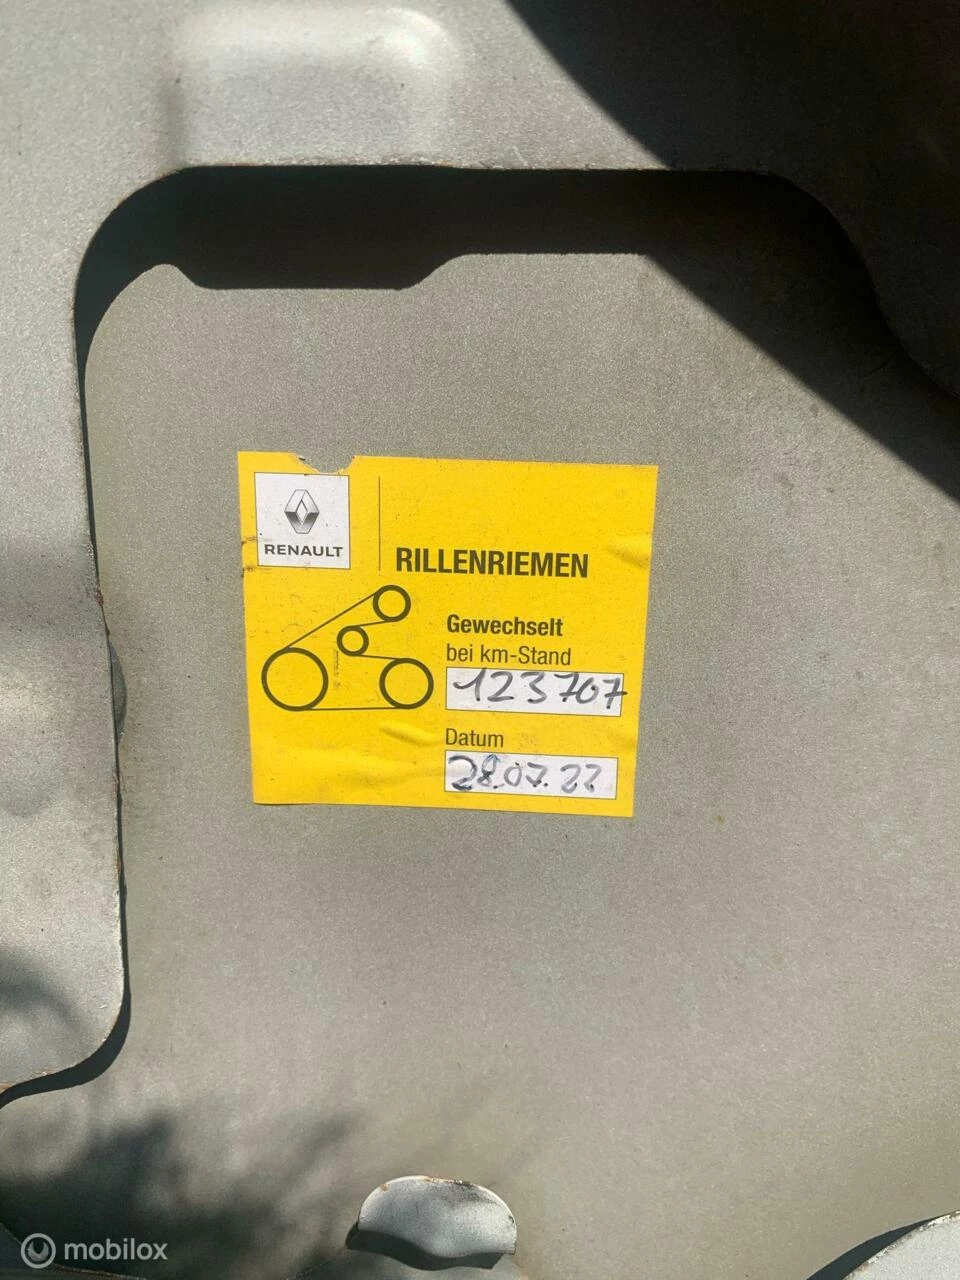 RENAULT
RILLENRIEMEN
Gewechselt
bei km-Stand
123707
Datum
28.07.22
mobilox